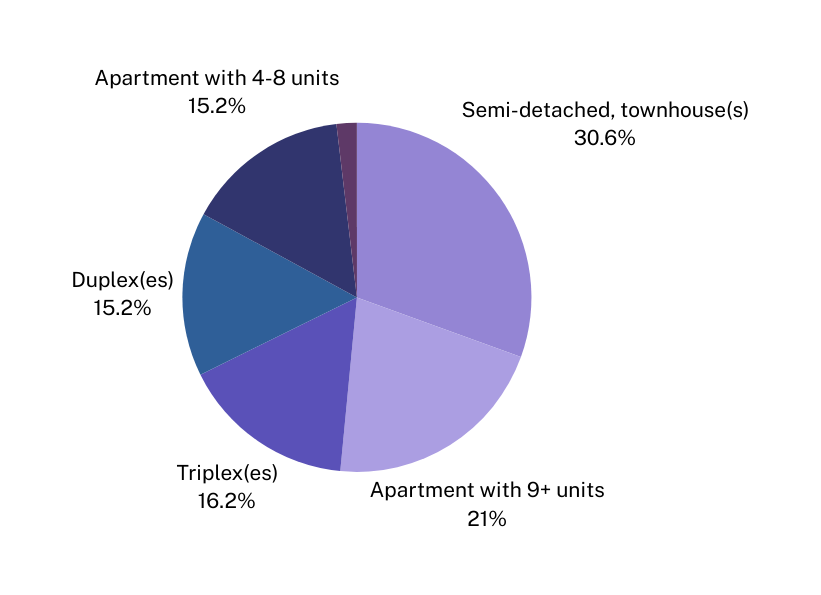 Apartment with 4-8 units
15.2%
Semi-detached, townhouse(s)
30.6%
Duplex(es)
15.2%
Triplex(es)
16.2%
Apartment with 9+ units
21%